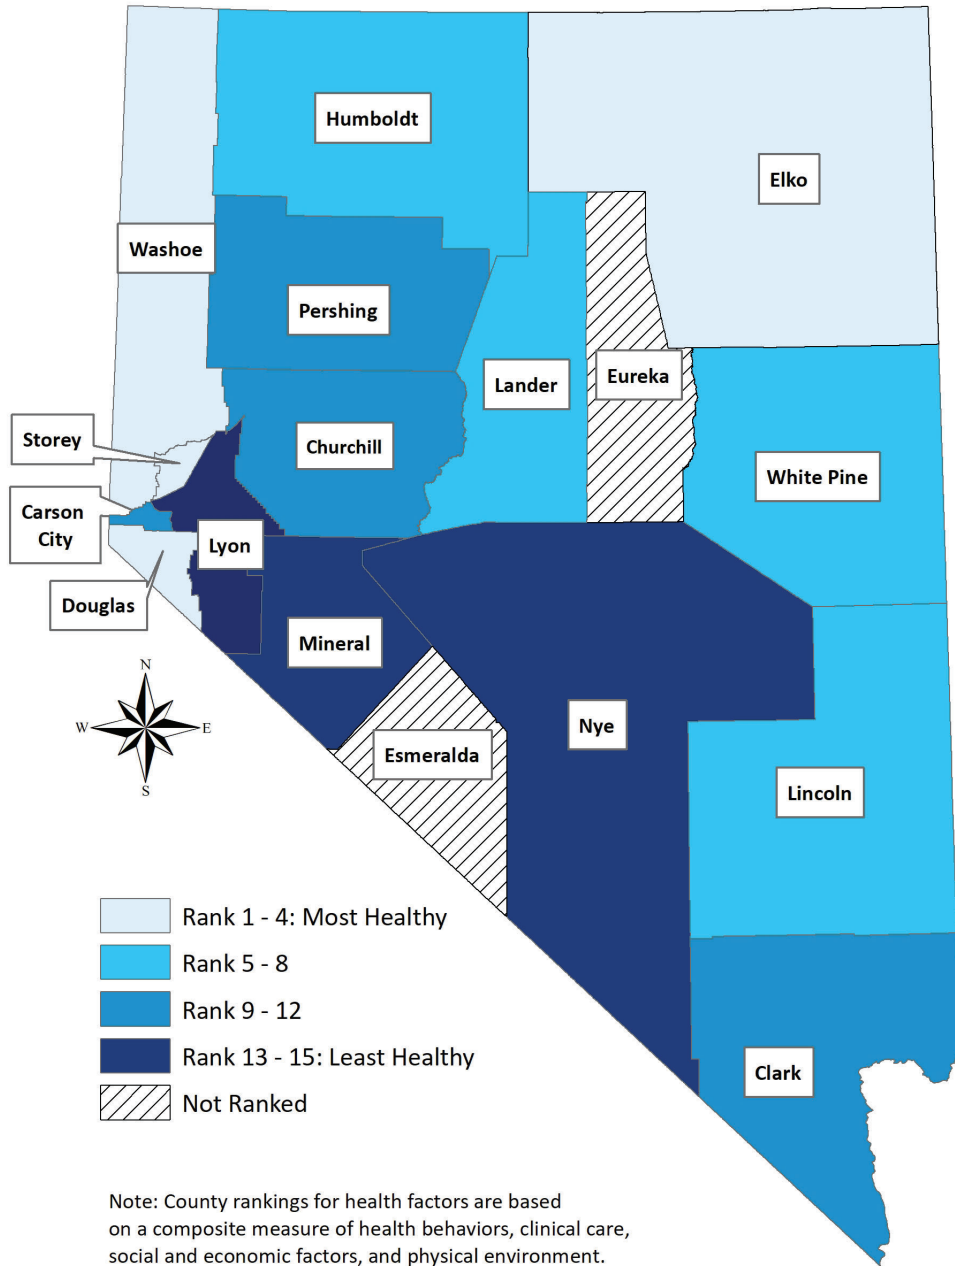 Humboldt
Elko
Washoe
Pershing
Lander
Eureka
Storey
Churchill
White Pine
Carson
City
Lyon
Douglas
Mineral
N
W
E
S
Nye
Esmeralda
Lincoln
Rank 1 - 4: Most Healthy
Rank 5 - 8
Rank 9 - 12
Rank 13 - 15: Least Healthy
Not Ranked
Clark
Note: County rankings for health factors are based
on a composite measure of health behaviors, clinical care,
social and economic factors, and physical environment.